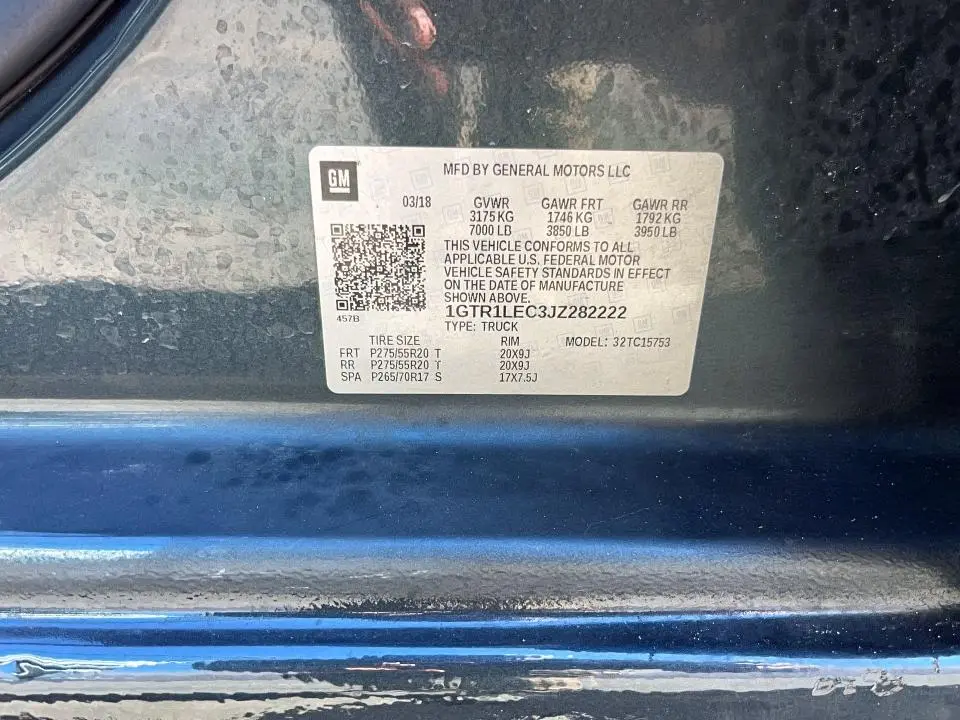 GM
MFD BY GENERAL MOTORS LLC
03/18 GVWR GAWR FRT GAWR RR
3175 KG 1746 KG 1792 KG
7000 LB 3850 LB 3950 LB
THIS VEHICLE CONFORMS TO ALL
APPLICABLE U.S. FEDERAL MOTOR
VEHICLE SAFETY STANDARDS IN EFFECT
ON THE DATE OF MANUFACTURE
SHOWN ABOVE.
457B
1GTR1LEC3JZ282222
TYPE: TRUCK
TIRE SIZE RIM MODEL: 32TC15753
FRT P275/55R20 T 20X9J
RR P275/55R20 T 20X9J
SPA P265/70R17 S 17X7.5J